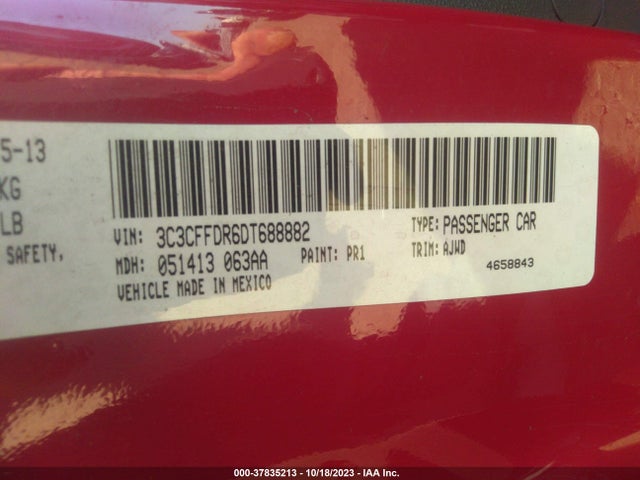 5-13
KG
LB
SAFETY,
VIN: 3C3CFFDR6DT688882
TYPE: PASSENGER CAR
MDH: 051413 063AA PAINT: PR1
TRIM: AJWD
VEHICLE MADE IN MEXICO
4658843
000-37835213 - 10/18/2023 - IAA Inc.